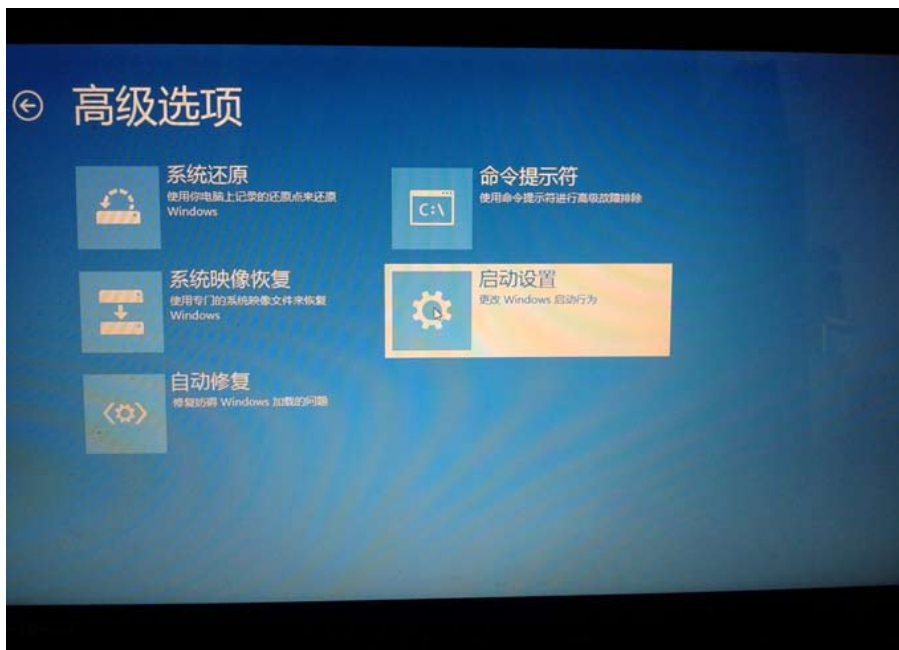 高级选项
系统还原
使用你电脑上记录的还原点来还原
Windows
命令提示符
使用命令提示符进行高级故障排除
C:\
系统映像恢复
使用专门的系统映像文件来恢复
Windows
启动设置
更改 Windows 启动行为
自动修复
修复妨碍 Windows 加载的问题